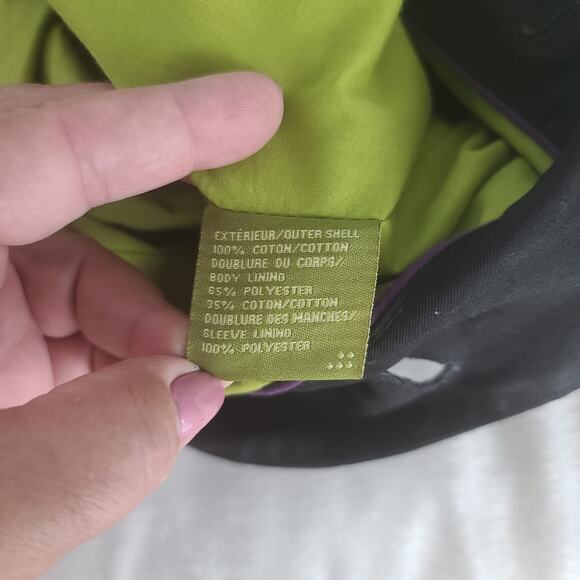 EXTÉRIEUR/OUTER SHELL
100% COTON/COTTON
DOUBLURE DU CORPS/
BODY LINING
65% POLYESTER
35% COTON/COTTON
DOUBLURE DES MANCHES/
SLEEVE LINING
100% POLYESTER